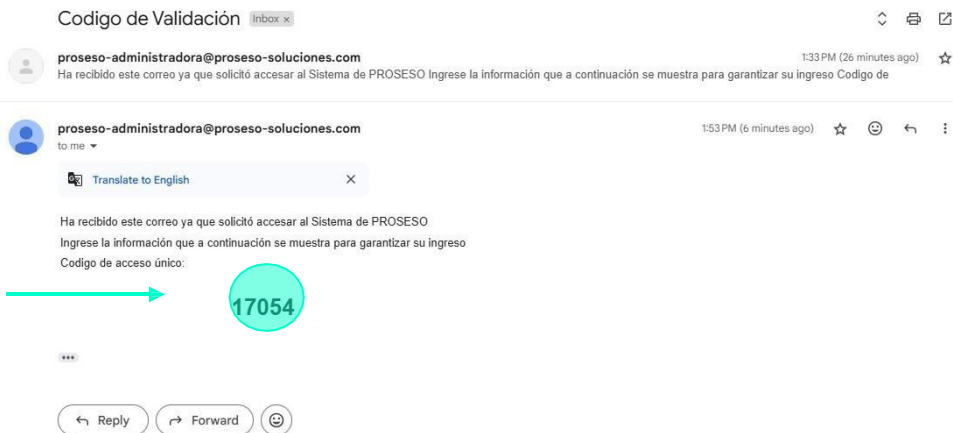 Codigo de Validación Inbox ×
proseso-administradora@proseso-soluciones.com 1:33 PM (26 minutes ago)
Ha recibido este correo ya que solicitó accesar al Sistema de PROSESO Ingrese la información que a continuación se muestra para garantizar su ingreso Codigo de
proseso-administradora@proseso-soluciones.com 1:53 PM (6 minutes ago)
to me
Translate to English
Ha recibido este correo ya que solicitó accesar al Sistema de PROSESO
Ingrese la información que a continuación se muestra para garantizar su ingreso
Codigo de acceso único:
17054
Reply Forward